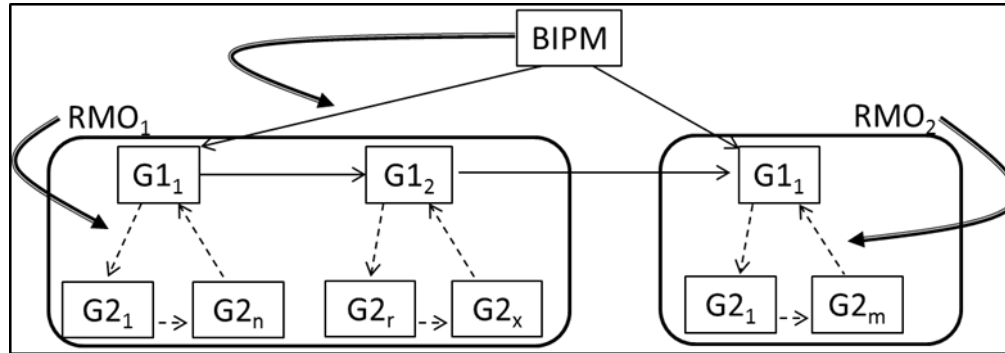 BIPM
RMO₁ RMO₂
G1₁ G1₂ G1₁
G2₁ G2ₙ G2ᵣ G2ₓ G2₁ G2ₘ